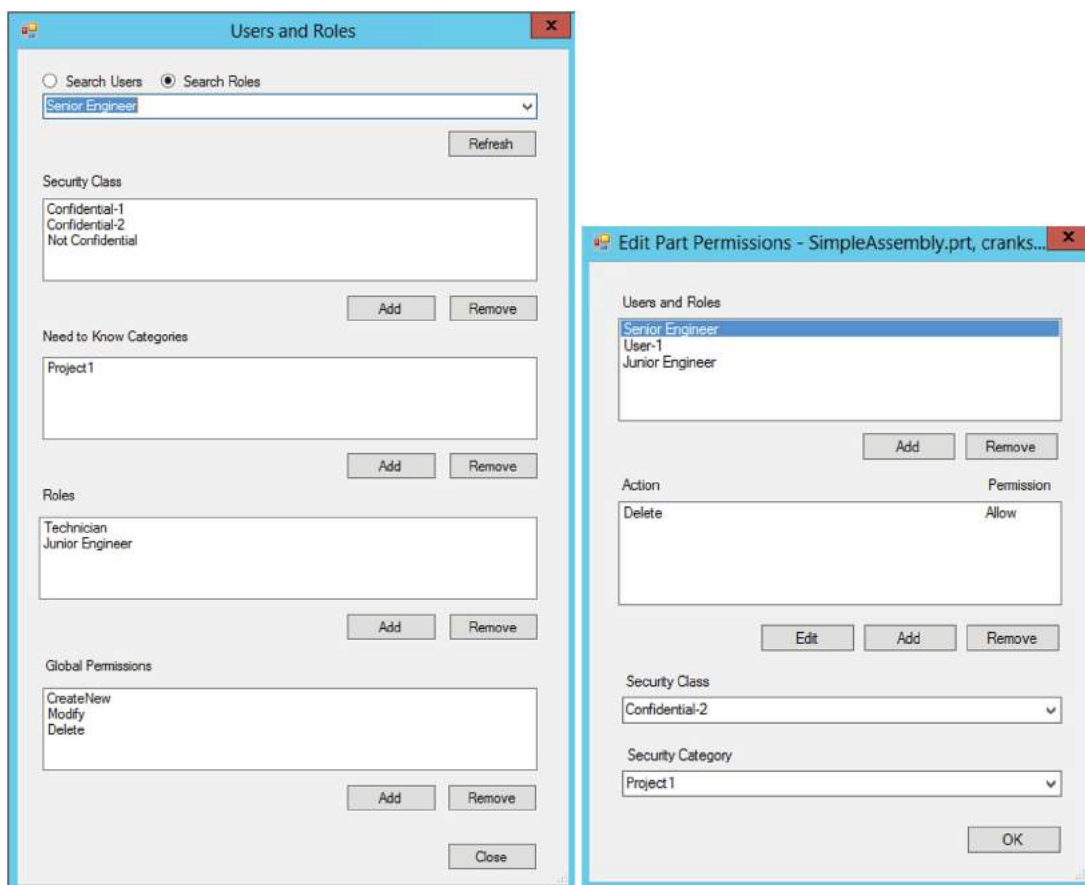 Users and Roles
x
Search Users Search Roles
Senior Engineer
Refresh
Security Class
Confidential-1
Confidential-2
Not Confidential
Add Remove
Need to Know Categories
Project1
Add Remove
Roles
Technician
Junior Engineer
Add Remove
Global Permissions
CreateNew
Modify
Delete
Add Remove
Close
Edit Part Permissions - SimpleAssembly.prt, cranks...
x
Users and Roles
Senior Engineer
User-1
Junior Engineer
Add Remove
Action Permission
Delete Allow
Edit Add Remove
Security Class
Confidential-2
Security Category
Project1
OK